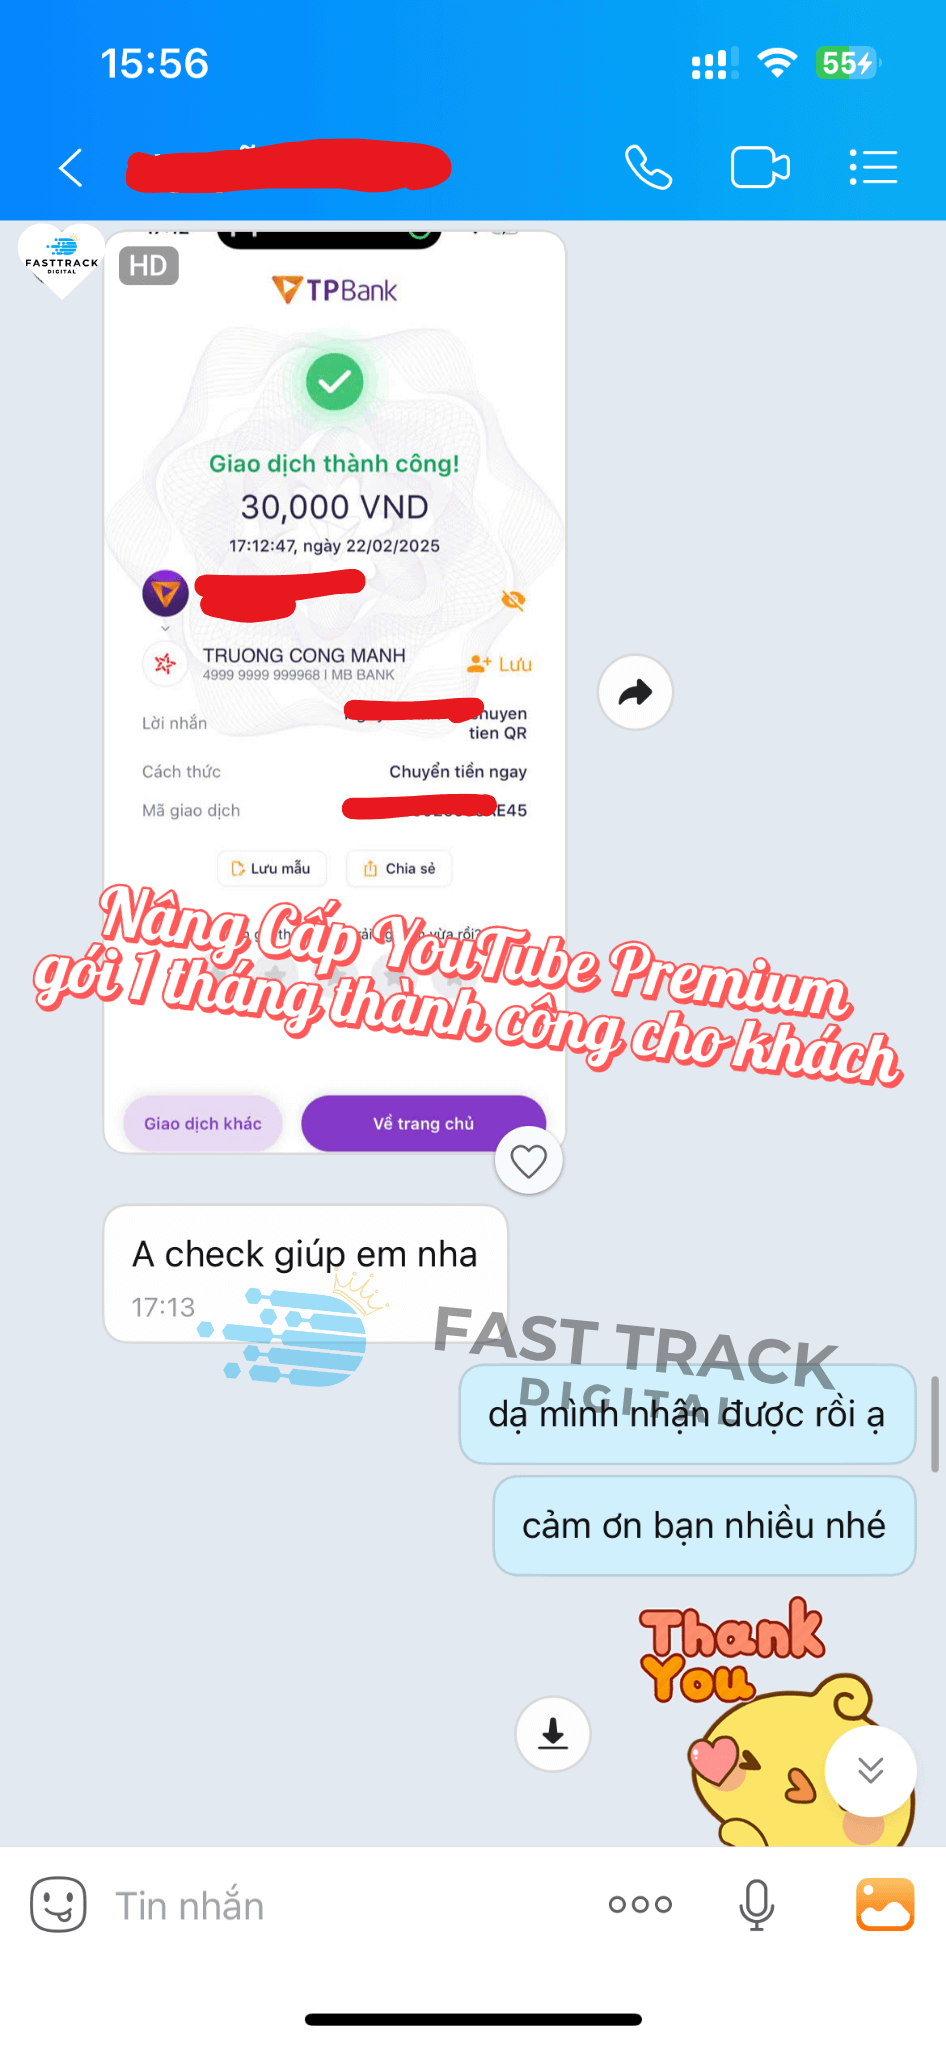 15:56
55
FASTTRACK
DIGITAL
HD
TPBank
Giao dịch thành công!
30,000 VND
17:12:47, ngày 22/02/2025
TRUONG CONG MANH
4999 9999 999968 | MB BANK
Lưu
Lời nhắn
tien QR
Cách thức
Chuyển tiền ngay
Mã giao dịch
E45
Lưu mẫu
Chia sẻ
vừa rồi?
Nâng Cấp YouTube Premium
gói 1 tháng thành công cho khách
Giao dịch khác
Về trang chủ
A check giúp em nha
17:13
FAST TRACK
DIGITAL
dạ mình nhận được rồi ạ
cảm ơn bạn nhiều nhé
Thank
You
Tin nhắn